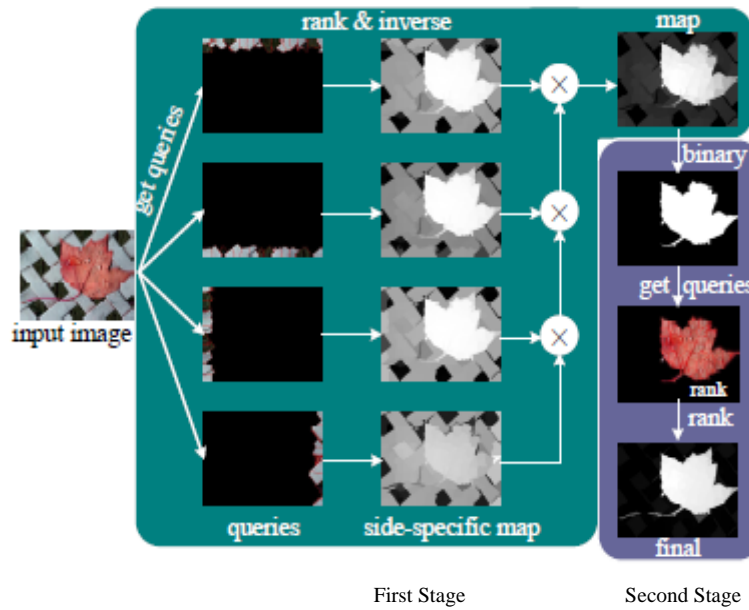 rank & inverse
map
get queries
binary
input image
get queries
rank
rank
queries
side-specific map
final
First Stage
Second Stage